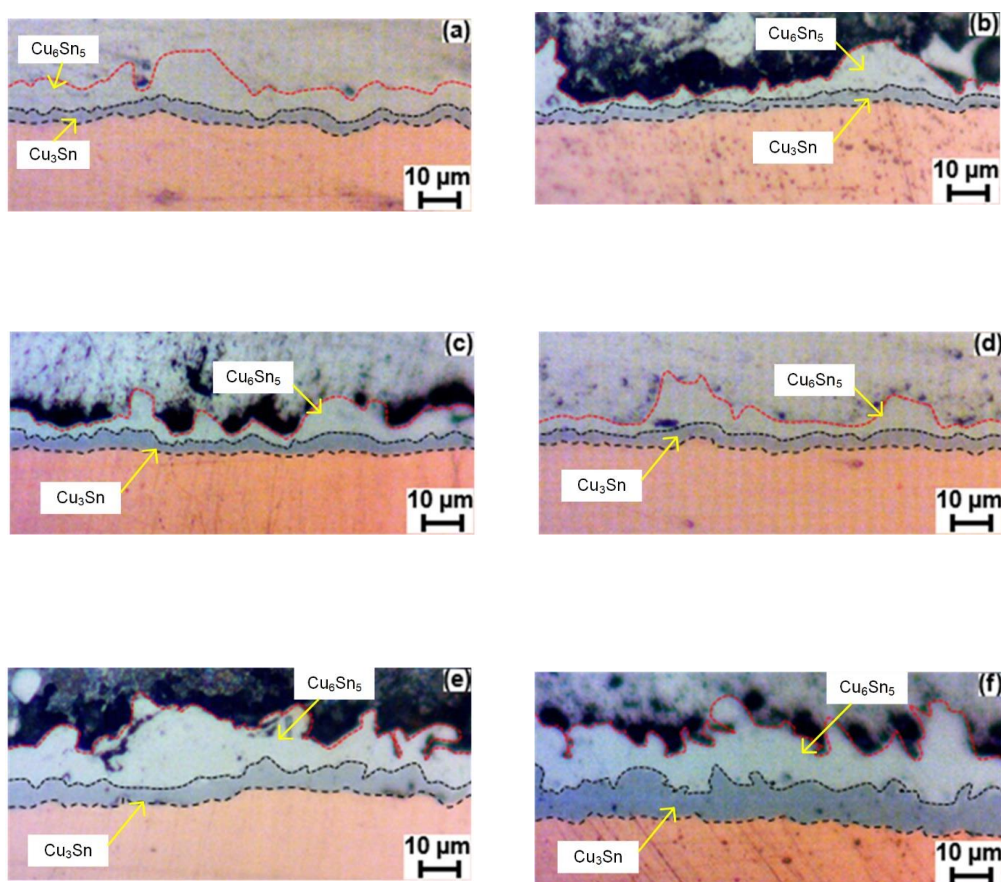 (a)
Cu₆Sn₅
Cu₃Sn
10 µm
(b)
Cu₆Sn₅
Cu₃Sn
10 µm
(c)
Cu₆Sn₅
Cu₃Sn
10 µm
(d)
Cu₆Sn₅
Cu₃Sn
10 µm
(e)
Cu₆Sn₅
Cu₃Sn
10 µm
(f)
Cu₆Sn₅
Cu₃Sn
10 µm